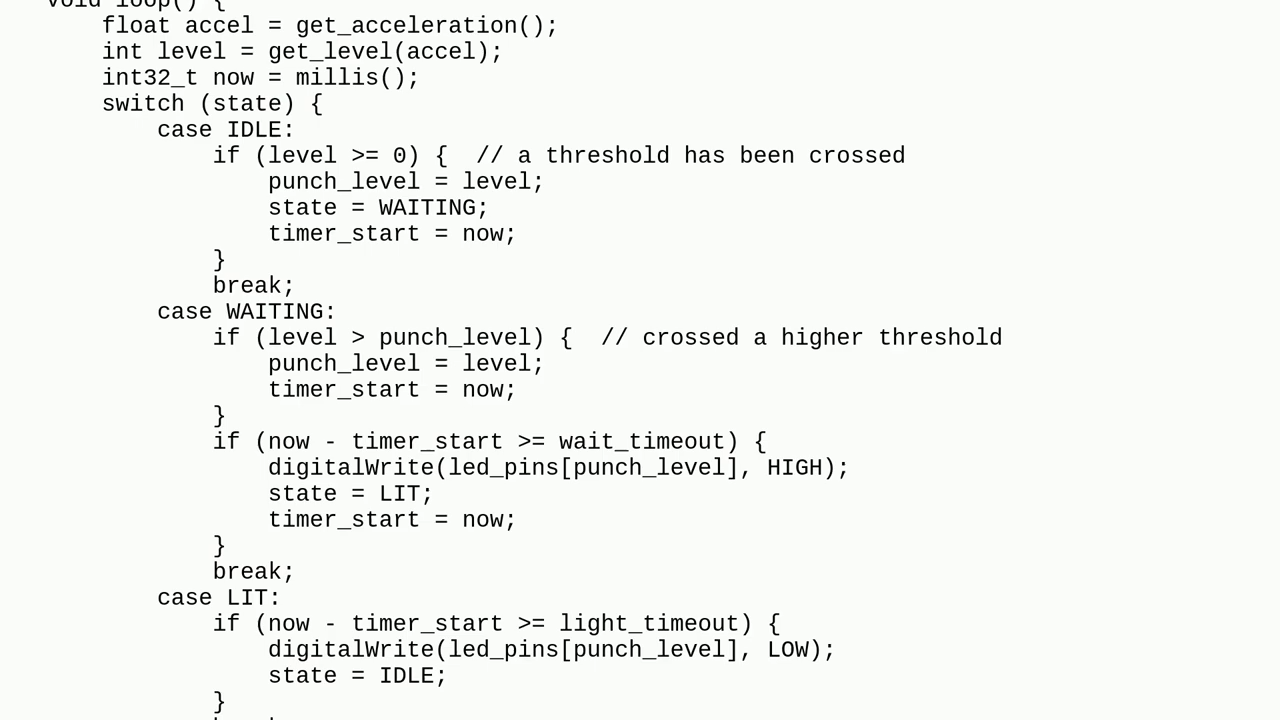 void loop() {
float accel = get_acceleration();
int level = get_level(accel);
int32_t now = millis();
switch (state) {
case IDLE:
if (level >= 0) {  // a threshold has been crossed
punch_level = level;
state = WAITING;
timer_start = now;
}
break;
case WAITING:
if (level > punch_level) {  // crossed a higher threshold
punch_level = level;
timer_start = now;
}
if (now - timer_start >= wait_timeout) {
digitalWrite(led_pins[punch_level], HIGH);
state = LIT;
timer_start = now;
}
break;
case LIT:
if (now - timer_start >= light_timeout) {
digitalWrite(led_pins[punch_level], LOW);
state = IDLE;
}